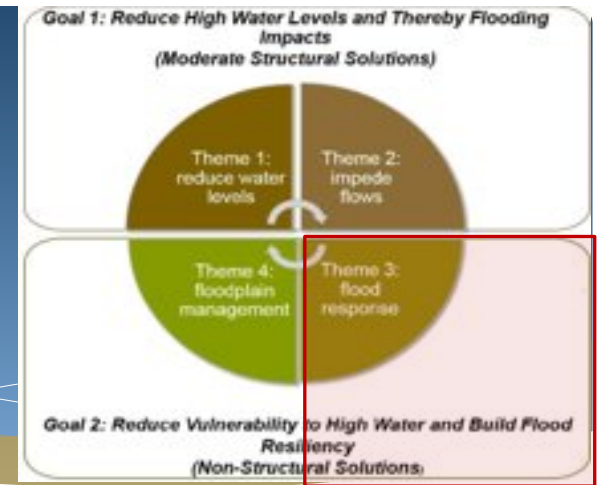 Goal 1: Reduce High Water Levels and Thereby Flooding
Impacts
(Moderate Structural Solutions)
Theme 1:
reduce water
levels
Theme 2:
impede
flows
Theme 4:
floodplain
management
Theme 3:
flood
response
Goal 2: Reduce Vulnerability to High Water and Build Flood
Resiliency
(Non-Structural Solutions)